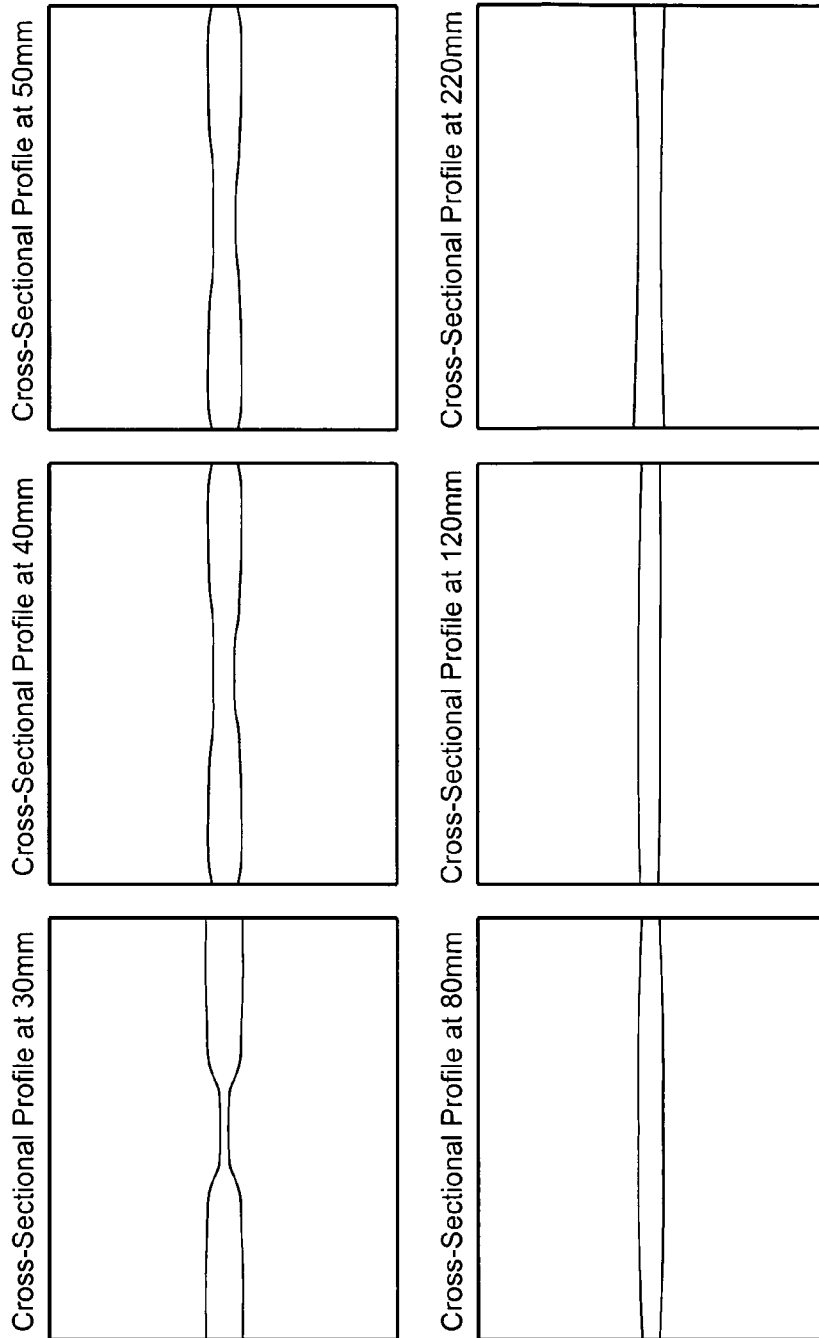 Cross-Sectional Profile at 30mm
Cross-Sectional Profile at 40mm
Cross-Sectional Profile at 50mm
Cross-Sectional Profile at 80mm
Cross-Sectional Profile at 120mm
Cross-Sectional Profile at 220mm